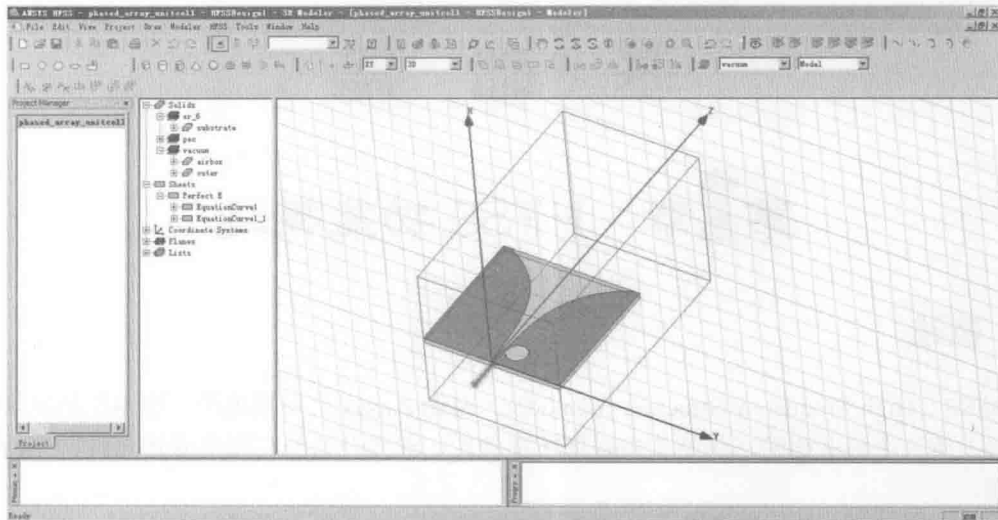 ANSYS HFSS - phased_array_unitcell - HFSSDesign1 - 3D Modeler - [phased_array_unitcell - HFSSDesign1 - Modeler]
File Edit View Project Draw Modeler HFSS Tools Window Help
XY 3D vacuum Model
Project Manager
phased_array_unitcell
Project
Solids
substrate
pec
vacuum
airbox
outer
Sheets
Perfect E
EquationCurve1
EquationCurve1_1
Coordinate Systems
Planes
Lists
X
Z
Y
Ready